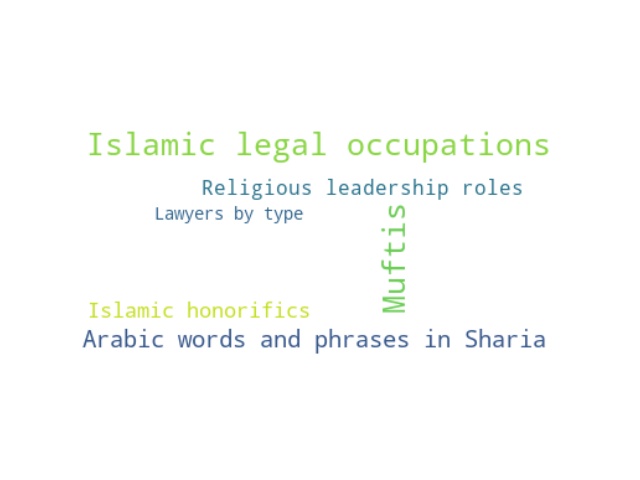 Islamic legal occupations
Religious leadership roles
Lawyers by type
Muftis
Islamic honorifics
Arabic words and phrases in Sharia